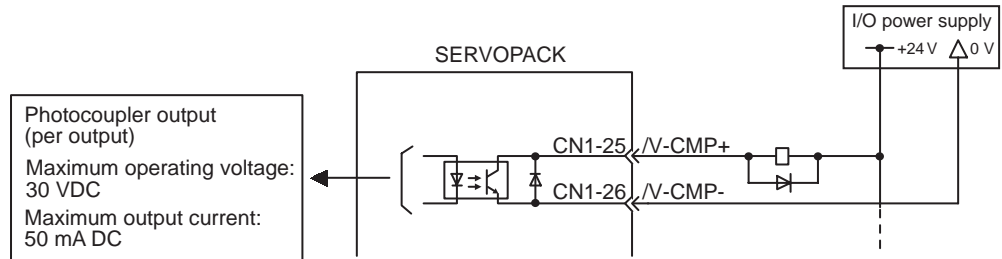 I/O power supply
+24 V
0 V
SERVOPACK
Photocoupler output
(per output)
Maximum operating voltage:
30 VDC
Maximum output current:
50 mA DC
CN1-25
/V-CMP+
CN1-26
/V-CMP-